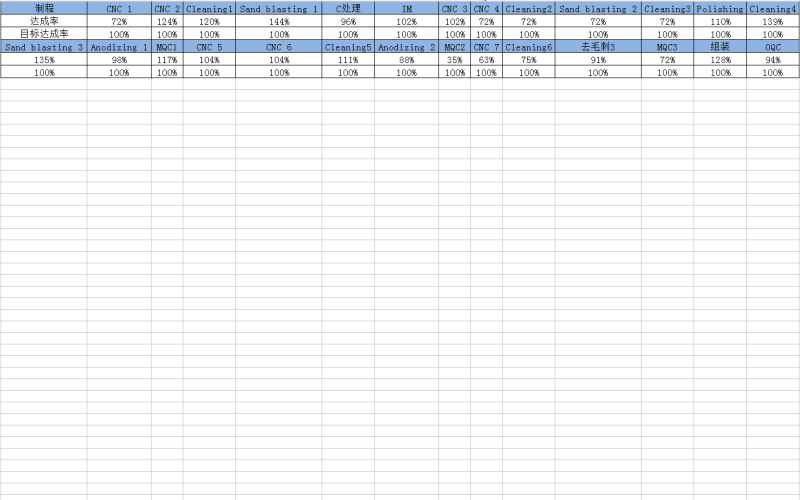 制程 CNC 1 CNC 2 Cleaning1 Sand blasting 1 C处理 IM CNC 3 CNC 4 Cleaning2 Sand blasting 2 Cleaning3 Polishing Cleaning4
达成率 72% 124% 120% 144% 96% 102% 102% 72% 72% 72% 72% 110% 139%
目标达成率 100% 100% 100% 100% 100% 100% 100% 100% 100% 100% 100% 100% 100%
Sand blasting 3 Anodizing 1 MQC1 CNC 5 CNC 6 Cleaning5 Anodizing 2 MQC2 CNC 7 Cleaning6 去毛刺3 MQC3 组装 OQC
135% 98% 117% 104% 104% 111% 88% 35% 63% 75% 91% 72% 128% 94%
100% 100% 100% 100% 100% 100% 100% 100% 100% 100% 100% 100% 100% 100%